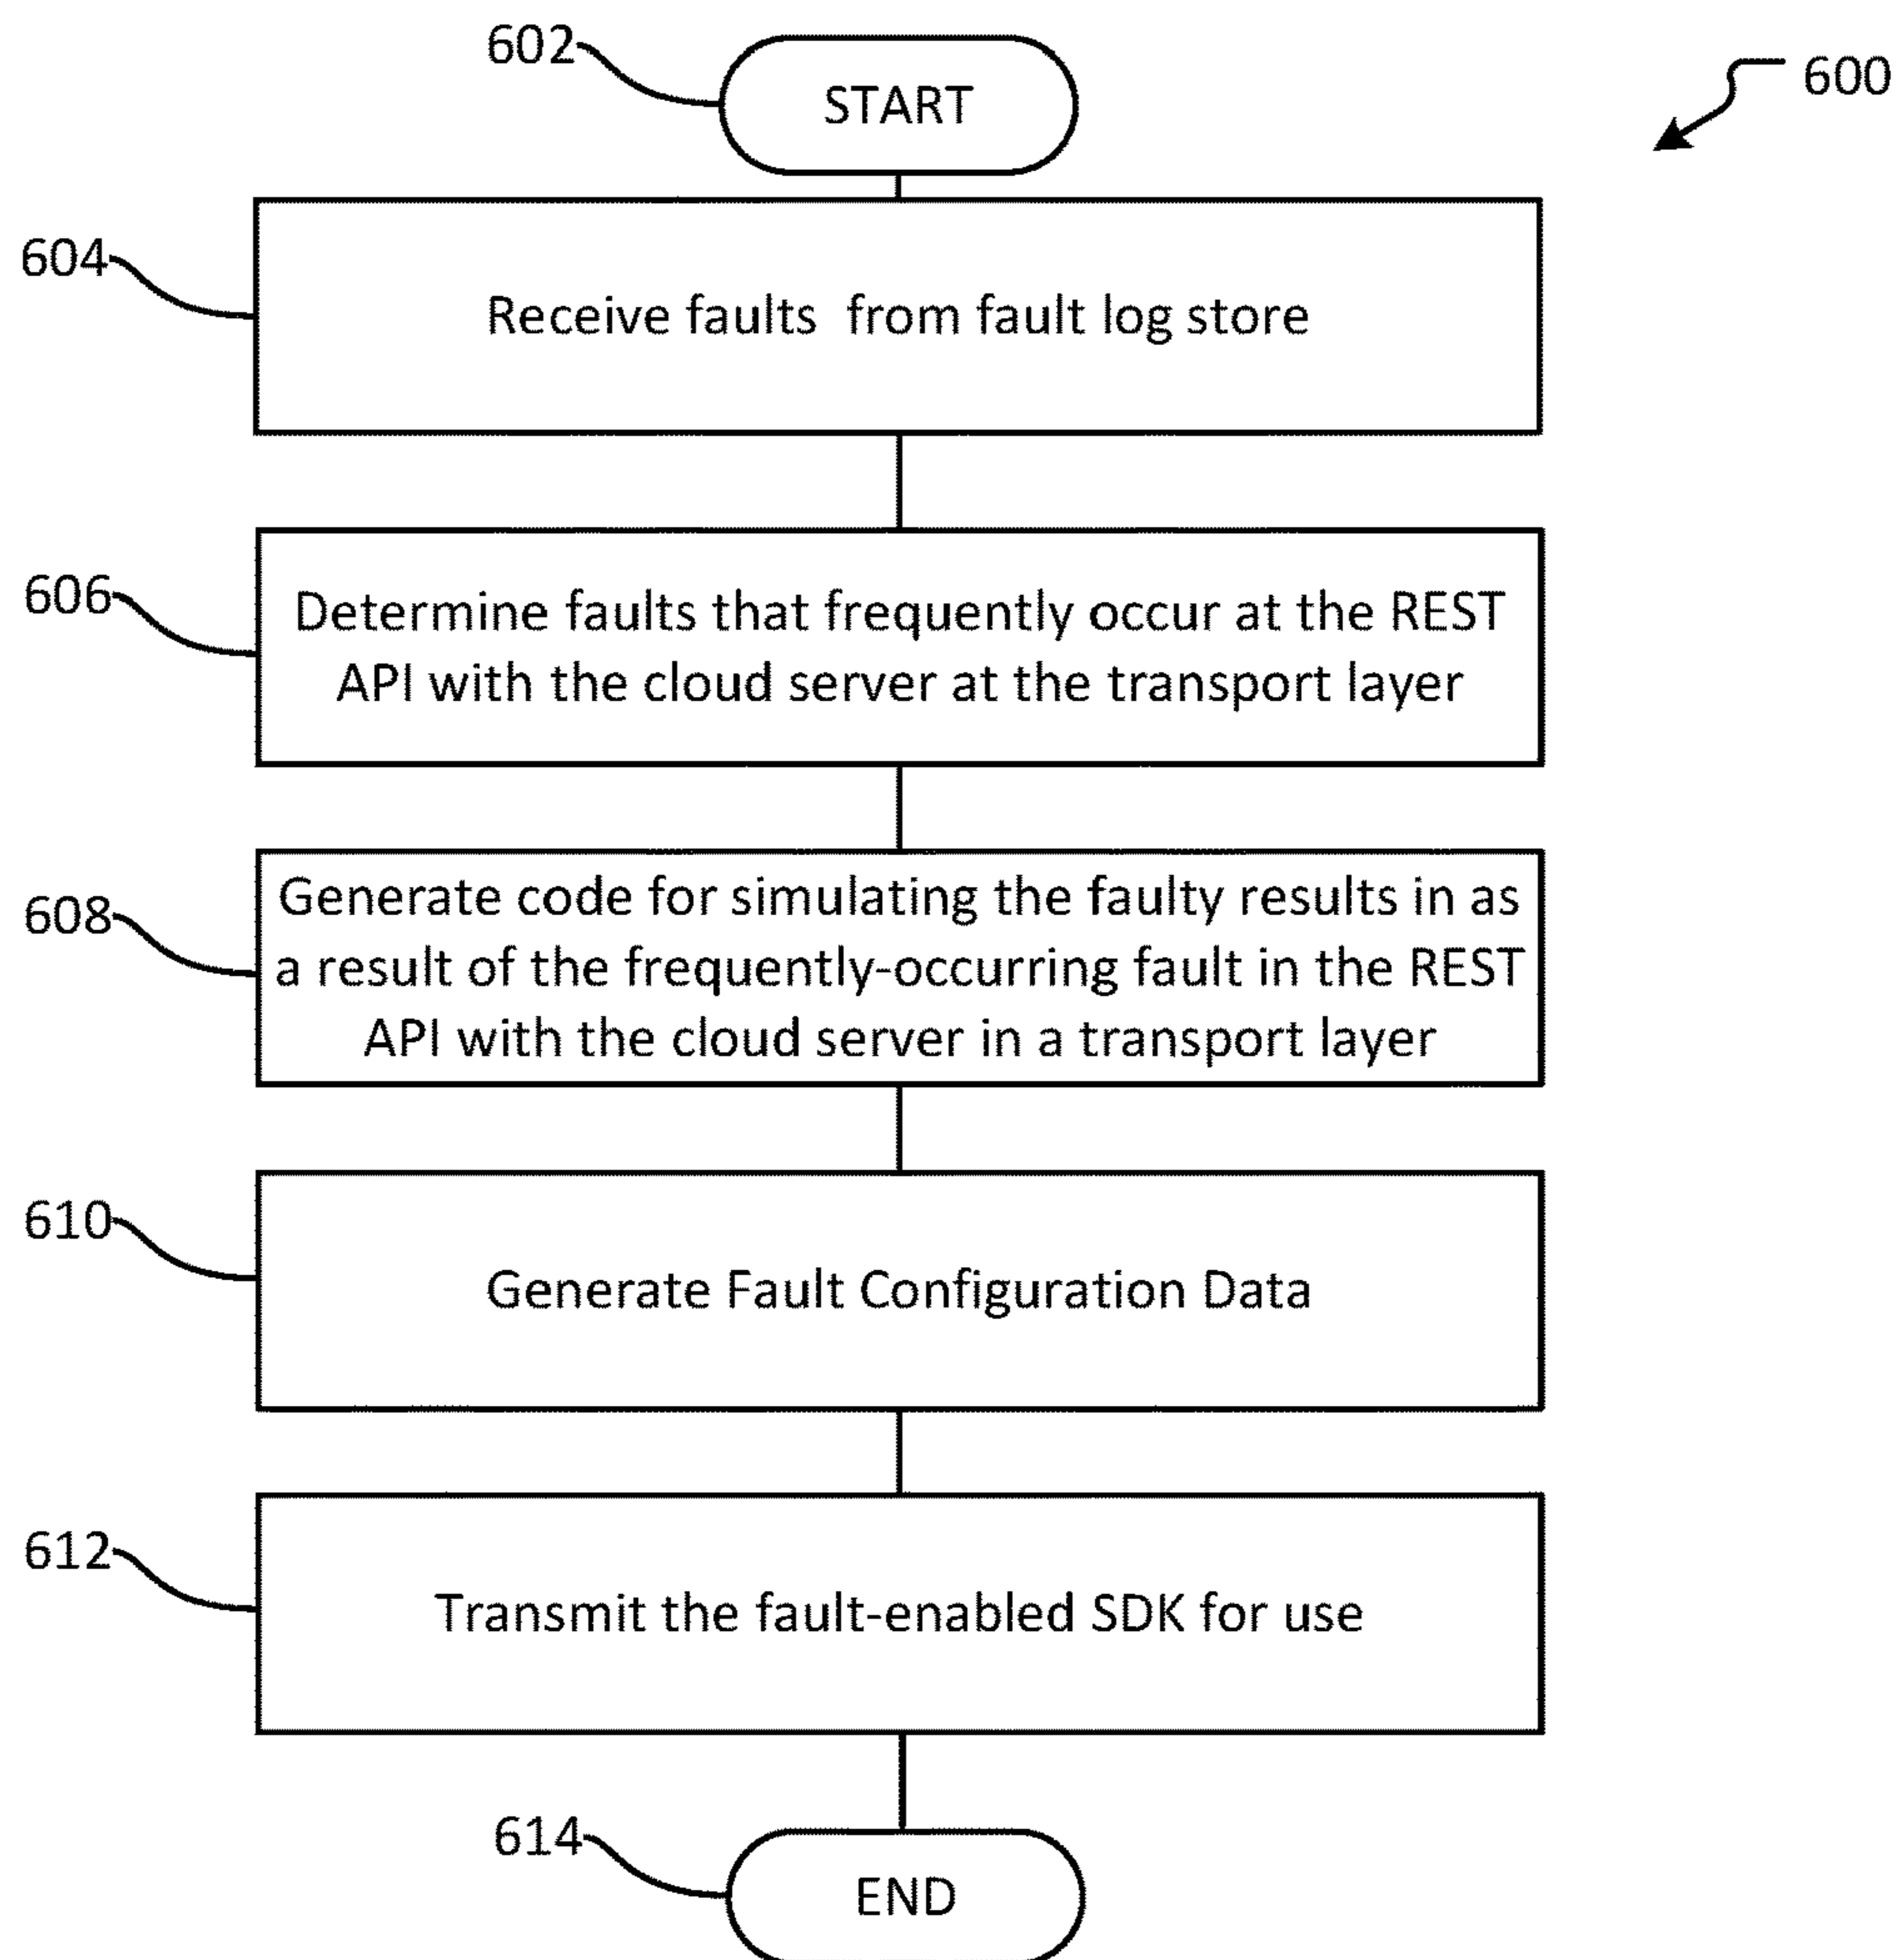 602
START
600
604
Receive faults from fault log store
606
Determine faults that frequently occur at the REST
API with the cloud server at the transport layer
608
Generate code for simulating the faulty results in as
a result of the frequently-occurring fault in the REST
API with the cloud server in a transport layer
610
Generate Fault Configuration Data
612
Transmit the fault-enabled SDK for use
614
END